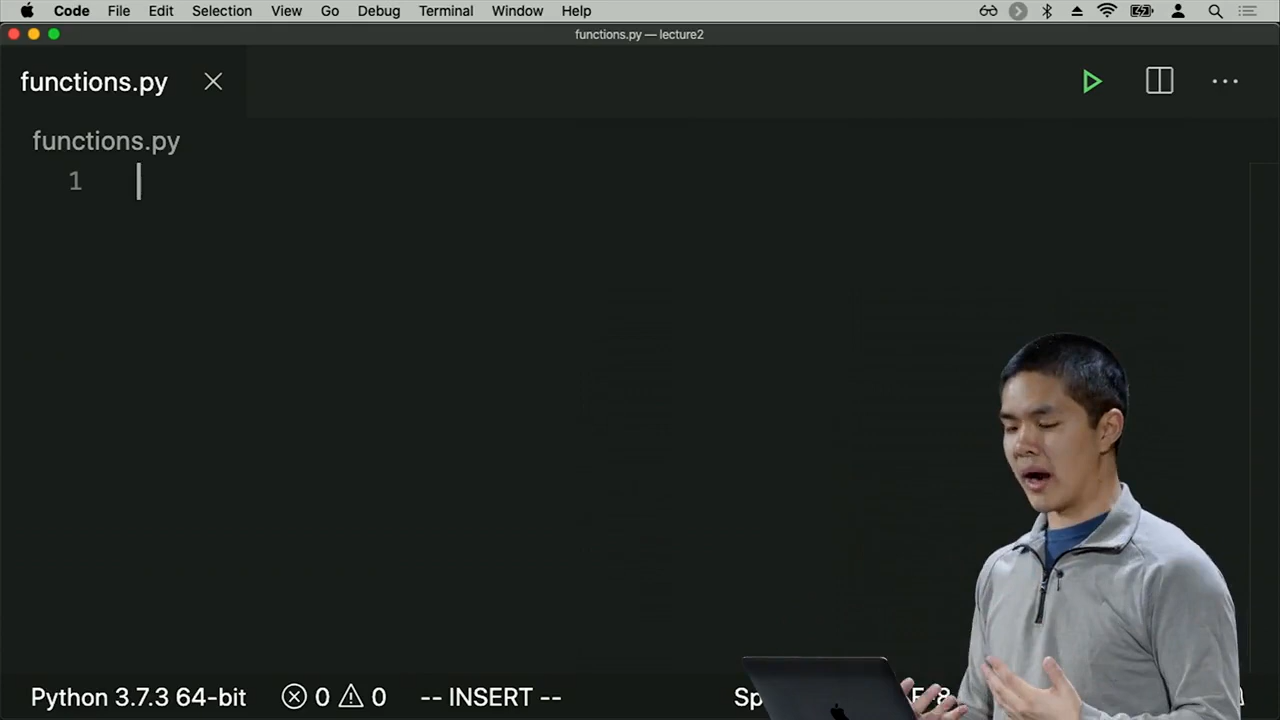 Code File Edit Selection View Go Debug Terminal Window Help
functions.py — lecture2
functions.py
functions.py
1
Python 3.7.3 64-bit 0 0 -- INSERT --